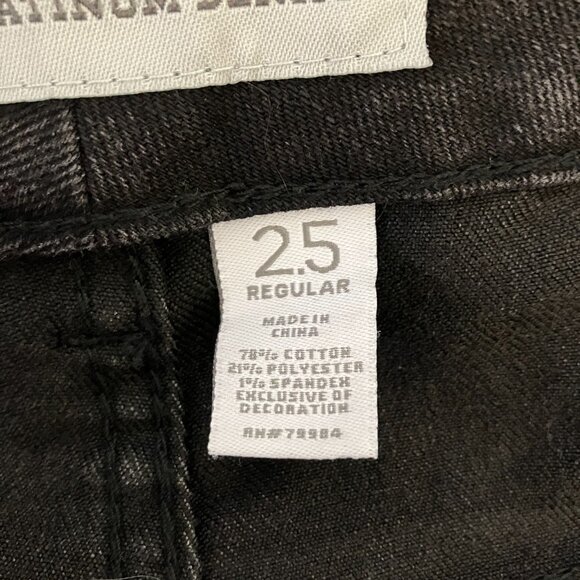 2.5
REGULAR
MADE IN
CHINA
78% COTTON
21% POLYESTER
1% SPANDEX
EXCLUSIVE OF
DECORATION
RN#79984